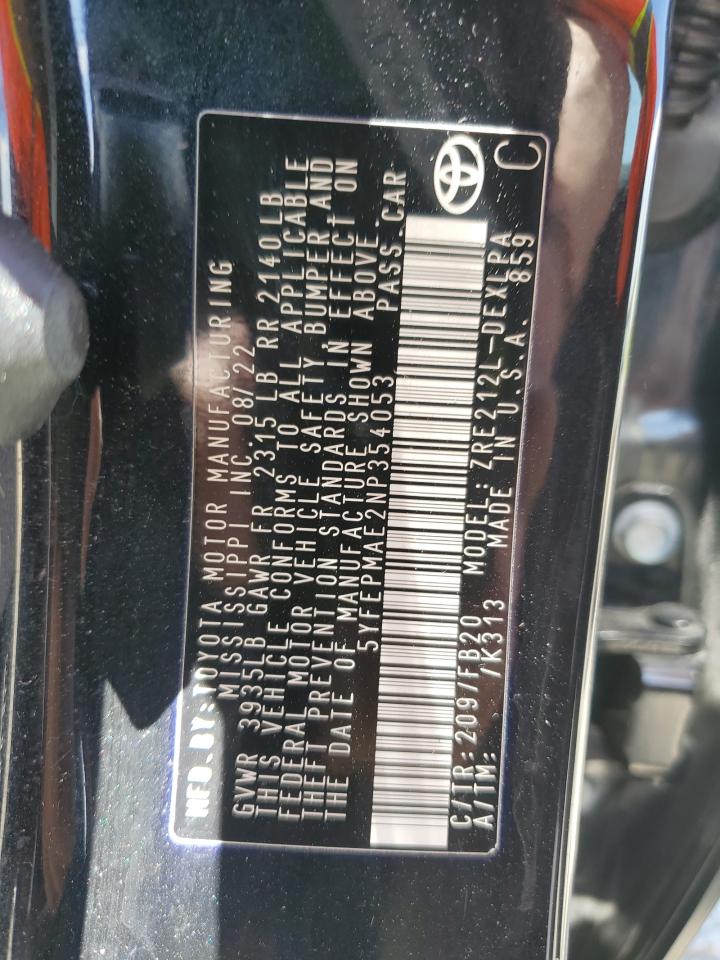 MFD.BY:TOYOTA MOTOR MANUFACTURING
MISSISSIPPI INC. 08/22
GVWR 3935LB GAWR FR 2315 LB RR 2140LB
THIS VEHICLE CONFORMS TO ALL APPLICABLE
FEDERAL MOTOR VEHICLE SAFETY, BUMPER AND
THEFT PREVENTION STANDARDS IN EFFECT ON
THE DATE OF MANUFACTURE SHOWN ABOVE.
5YFEPMAE2NP354053 PASS.CAR
C/TR:209/FB20 MODEL:ZRE212L-DEXLPA
A/TM: /K313 MADE IN U.S.A. 859
C